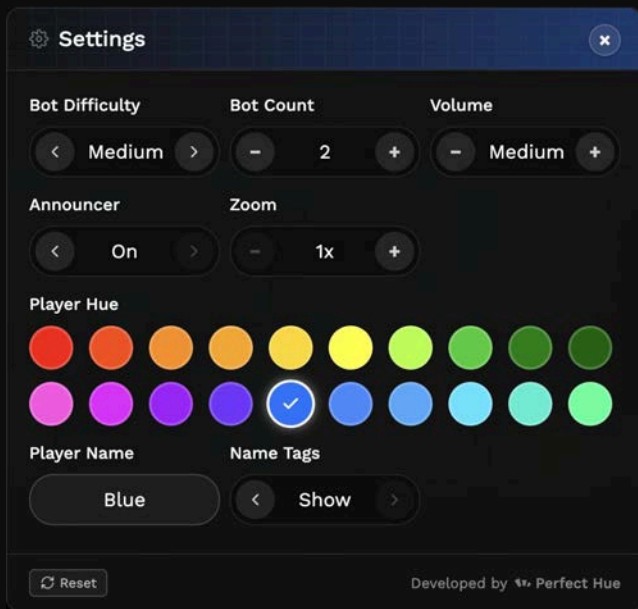 Settings
Bot Difficulty Bot Count Volume
Medium 2 Medium
Announcer Zoom
On 1x
Player Hue
Player Name Name Tags
Blue Show
Reset Developed by Perfect Hue